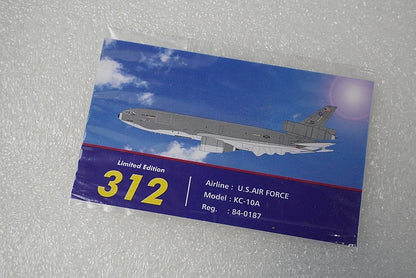 Limited Edition
312
Airline : U.S.AIR FORCE
Model : KC-10A
Reg. : 84-0187